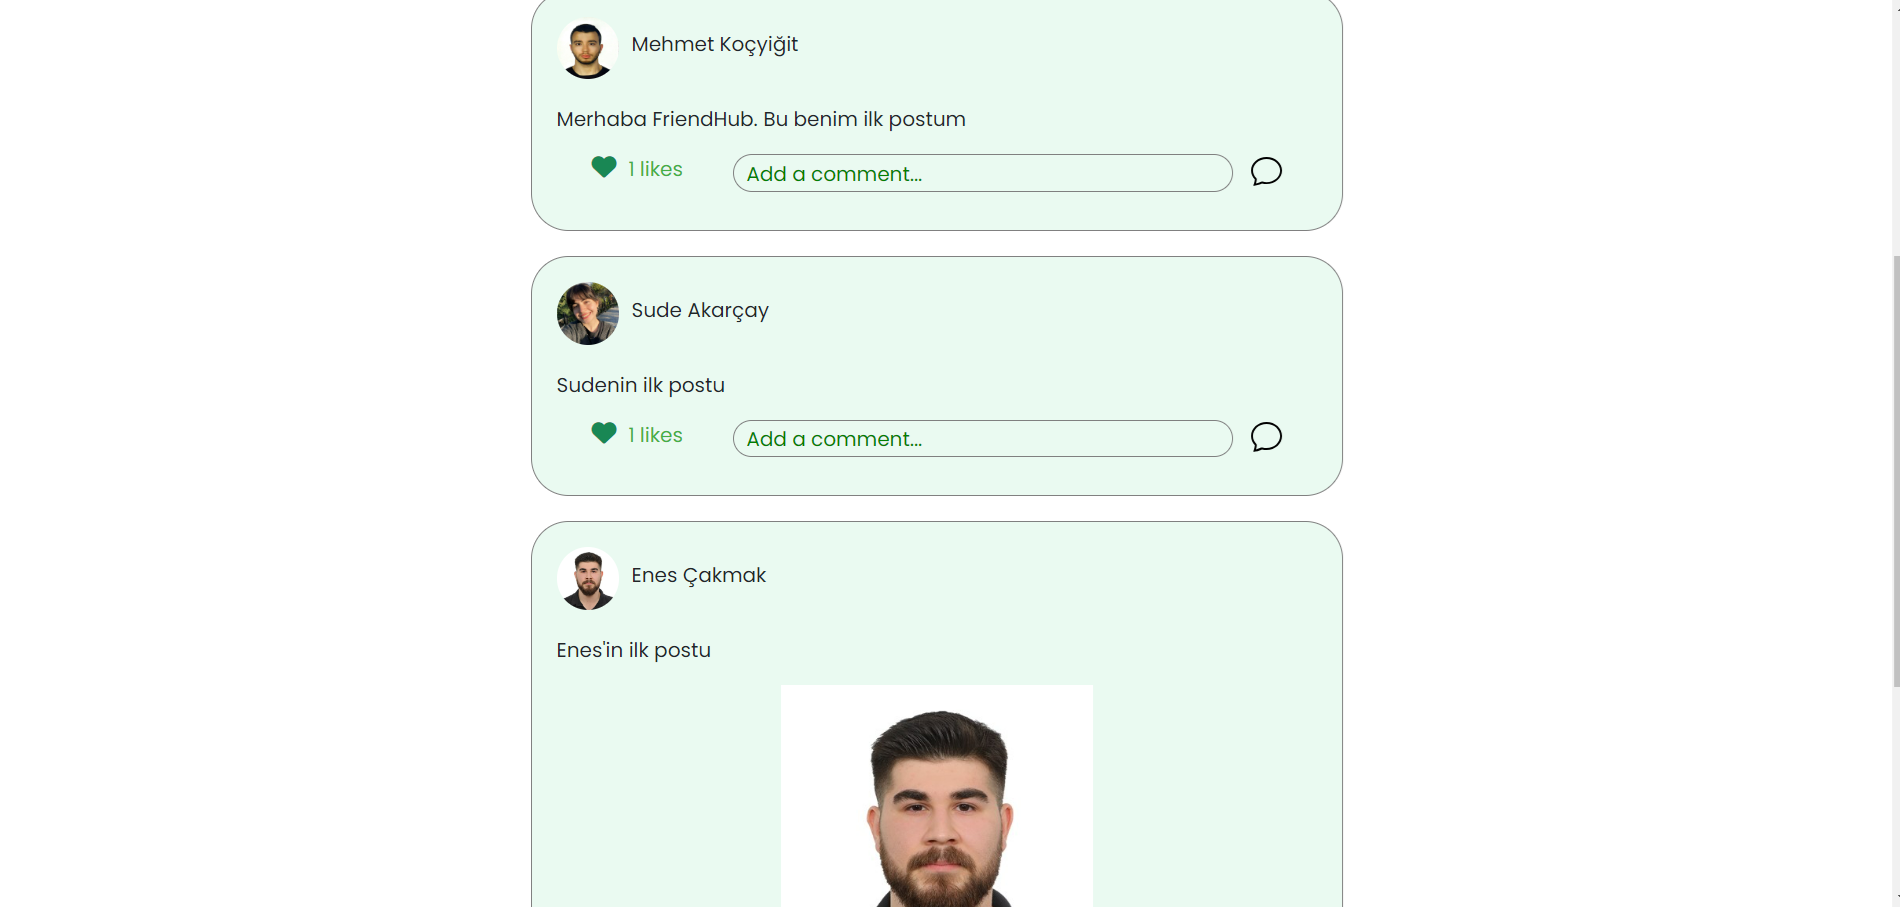 Mehmet Koçyiğit
Merhaba FriendHub. Bu benim ilk postum
1 likes
Add a comment...
Sude Akarçay
Sudenin ilk postu
1 likes
Add a comment...
Enes Çakmak
Enes'in ilk postu